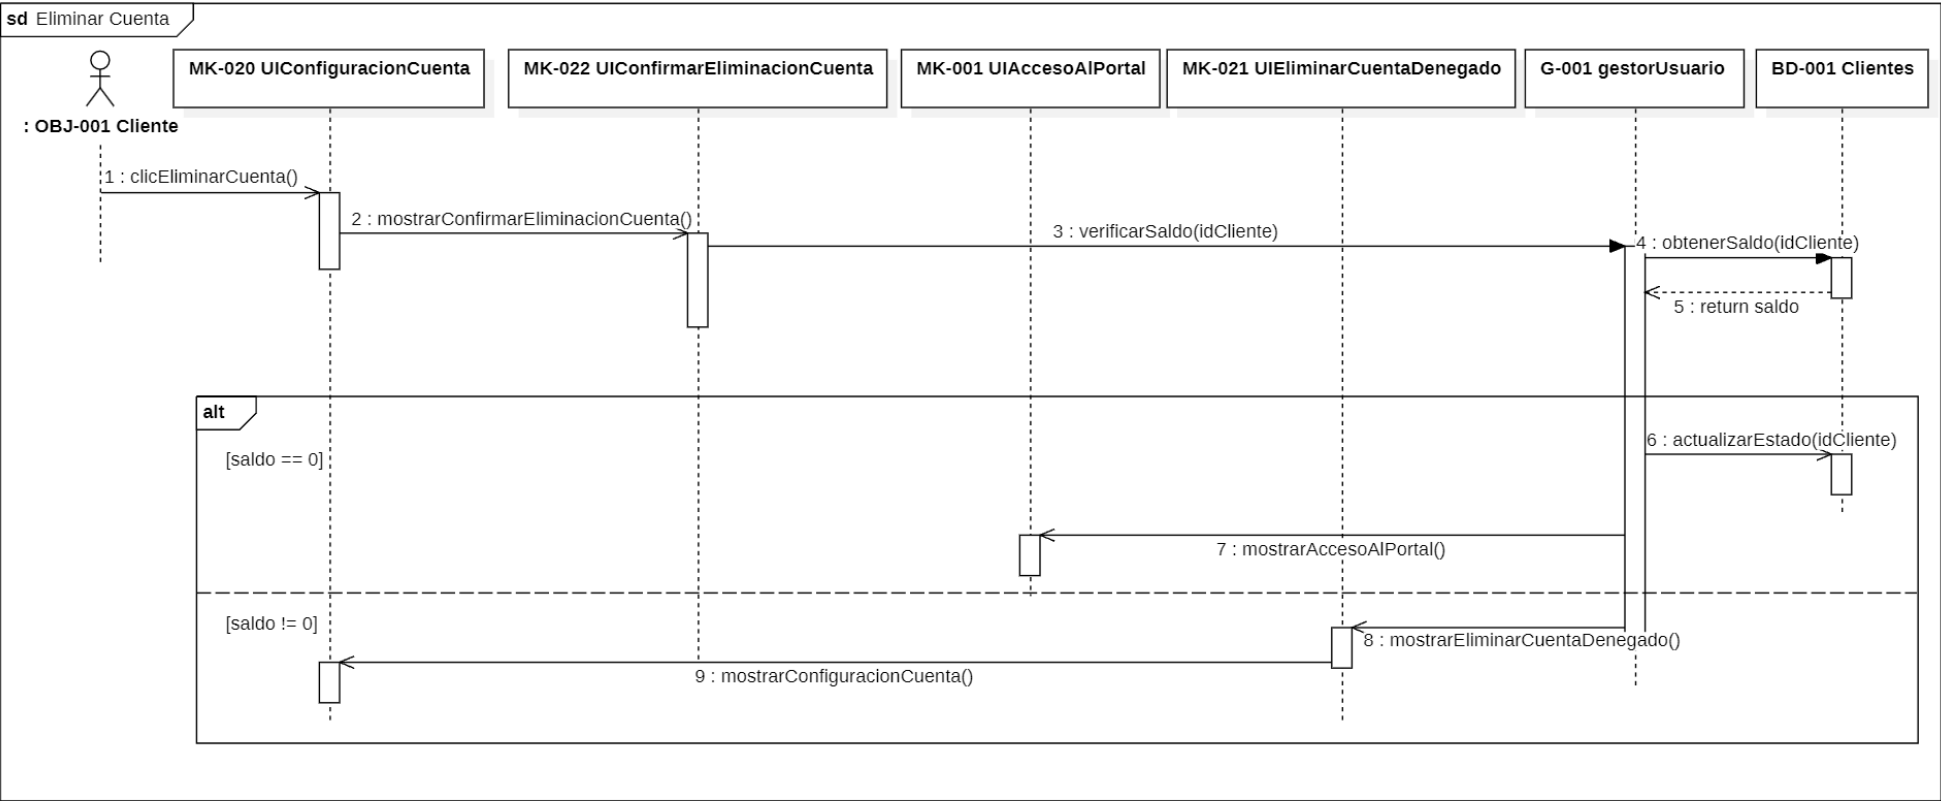 sd Eliminar Cuenta
MK-020 UIConfiguracionCuenta
MK-022 UIConfirmarEliminacionCuenta
MK-001 UIAccesoAlPortal
MK-021 UIEliminarCuentaDenegado
G-001 gestorUsuario
BD-001 Clientes
: OBJ-001 Cliente
1 : clicEliminarCuenta()
2 : mostrarConfirmarEliminacionCuenta()
3 : verificarSaldo(idCliente)
4 : obtenerSaldo(idCliente)
5 : return saldo
alt
[saldo == 0]
6 : actualizarEstado(idCliente)
7 : mostrarAccesoAlPortal()
[saldo != 0]
8 : mostrarEliminarCuentaDenegado()
9 : mostrarConfiguracionCuenta()